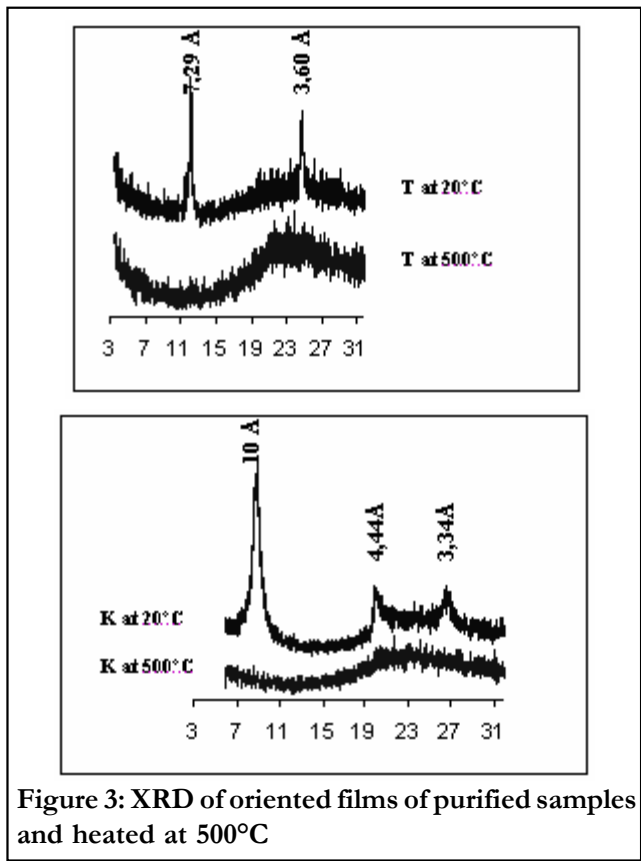 7,29 Å
3,60 Å
T at 20°C
T at 500°C
3 7 11 15 19 23 27 31
10 Å
4,44Å
3,34Å
K at 20°C
K at 500°C
3 7 11 15 19 23 27 31
Figure 3: XRD of oriented films of purified samples
and heated at 500°C